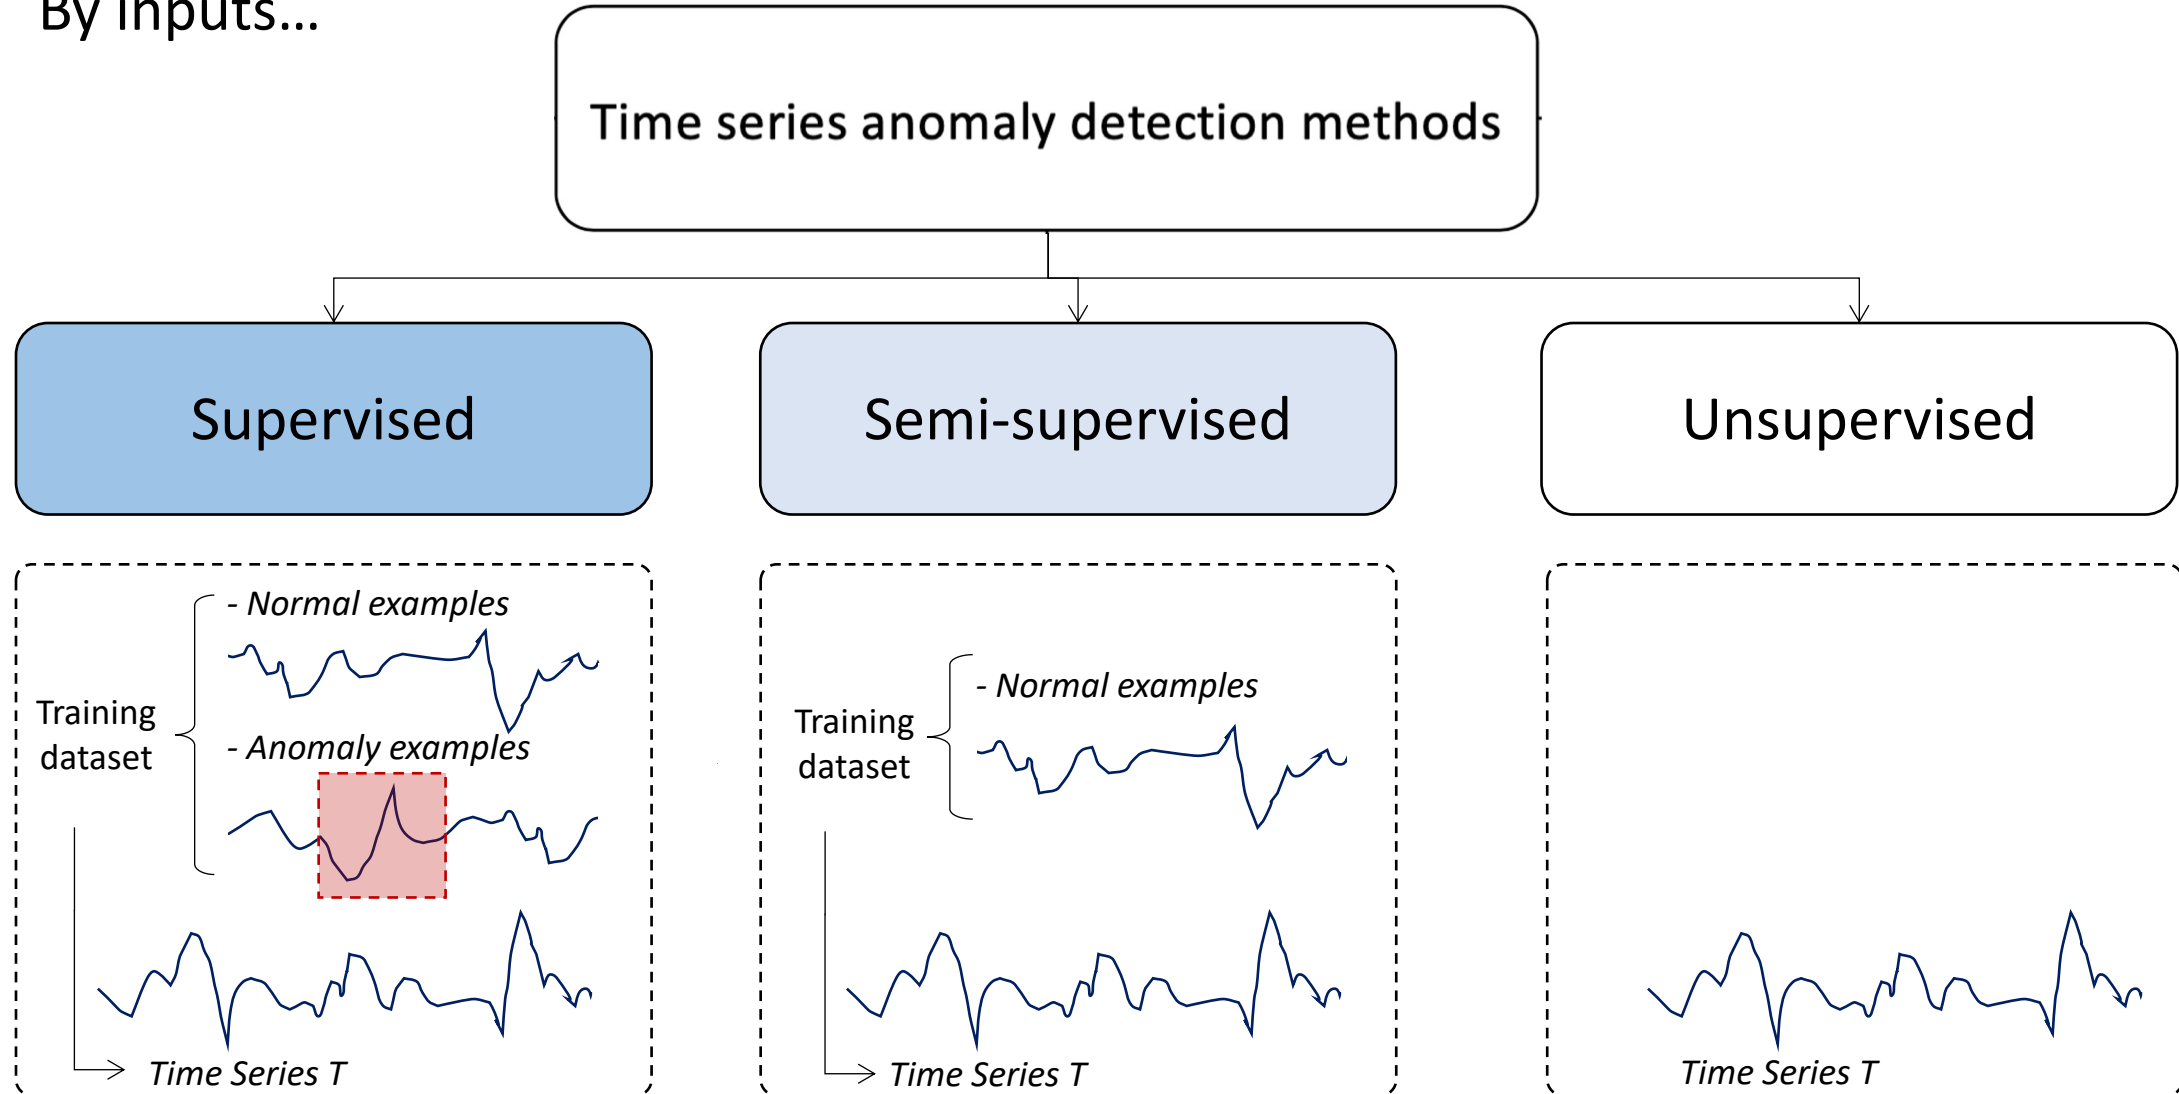 By inputs...
Time series anomaly detection methods
Supervised
Semi-supervised
Unsupervised
- Normal examples
Training
dataset
- Anomaly examples
Time Series T
- Normal examples
Training
dataset
Time Series T
Time Series T